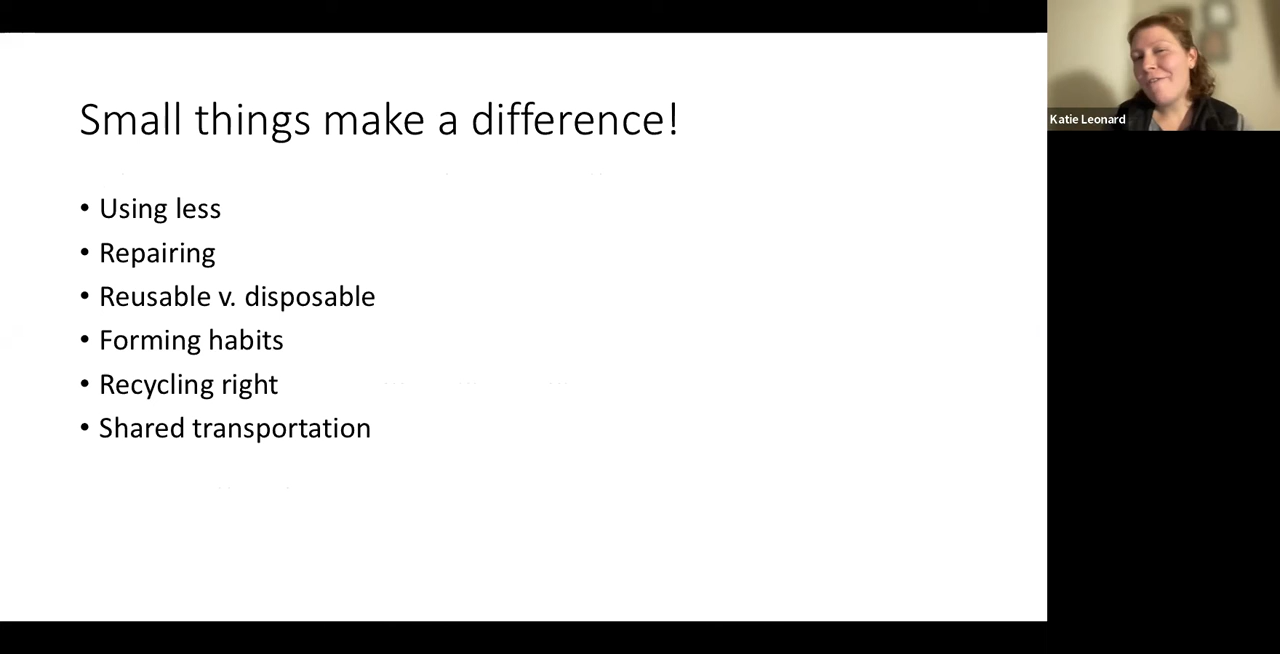 Small things make a difference!
• Using less
• Repairing
• Reusable v. disposable
• Forming habits
• Recycling right
• Shared transportation
Katie Leonard